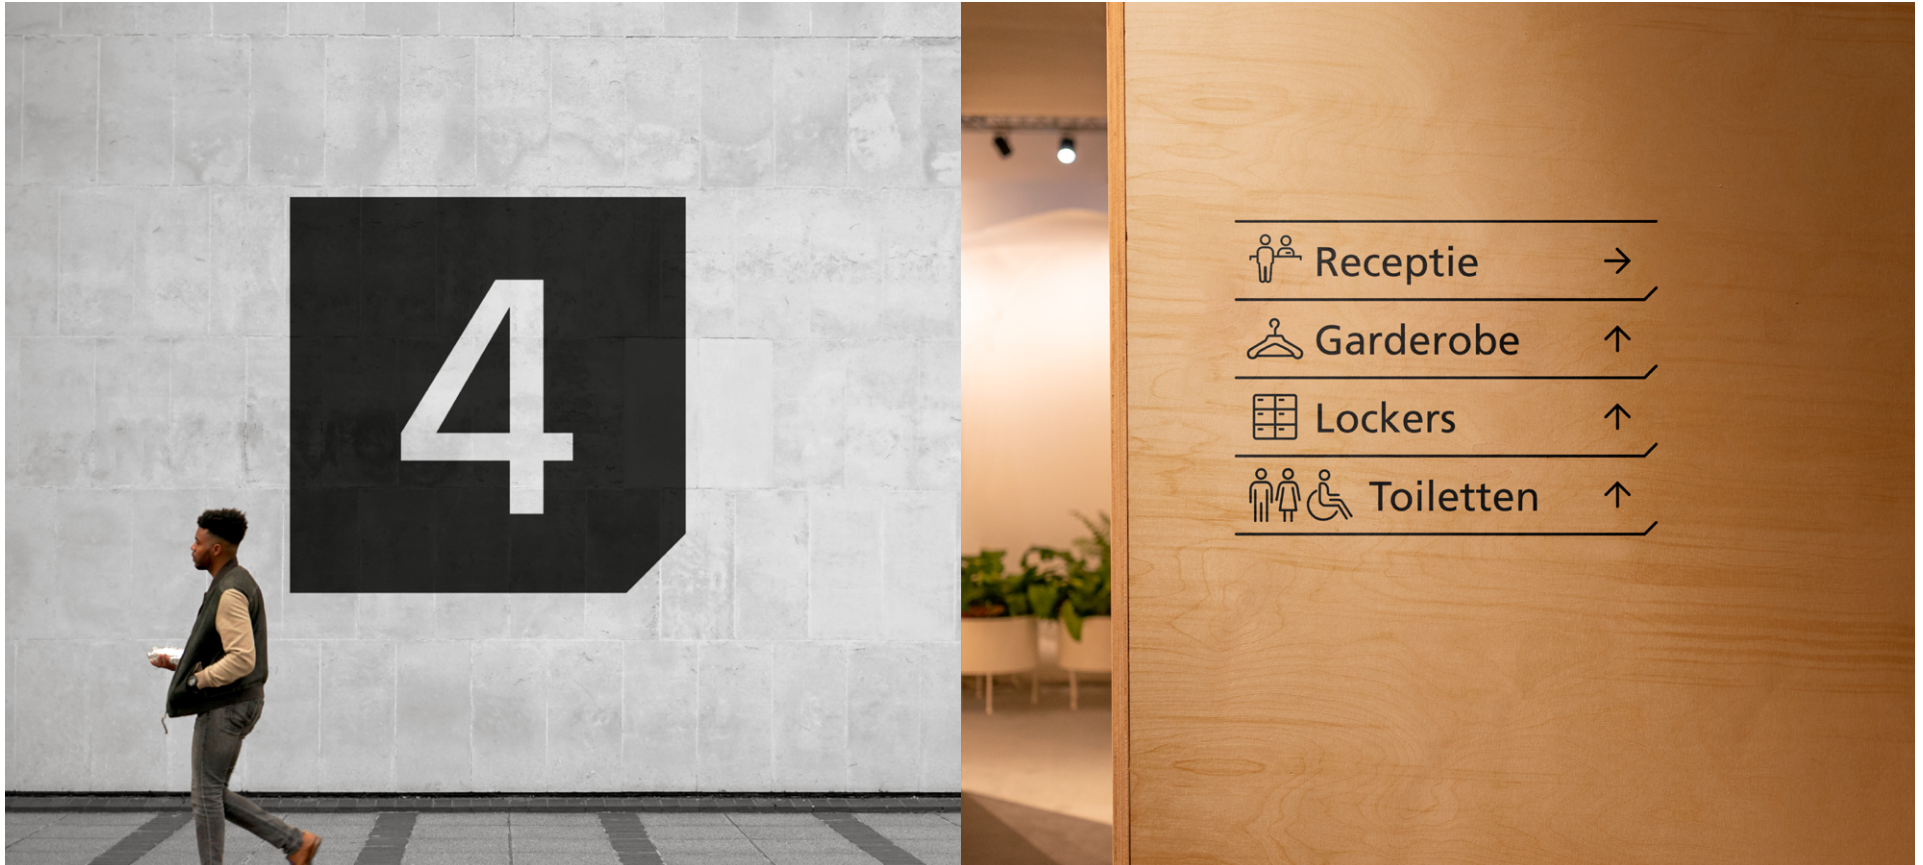 4
Receptie →
Garderobe ↑
Lockers ↑
Toiletten ↑